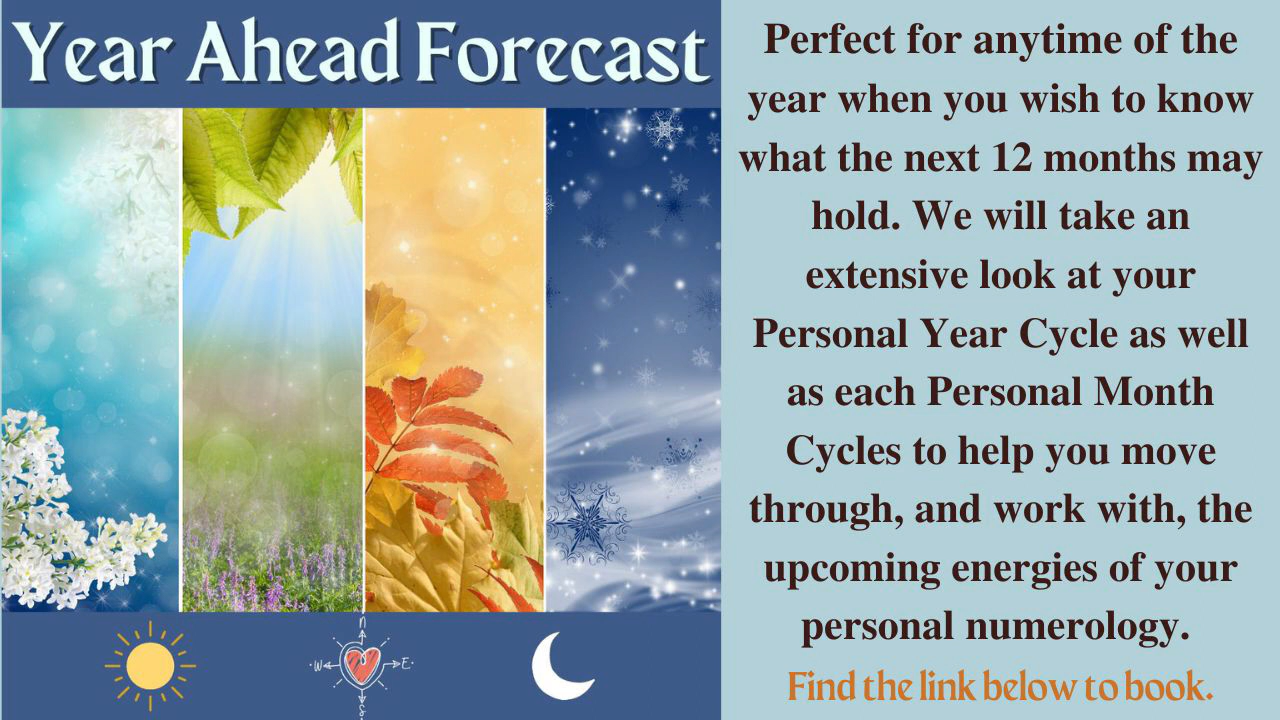 Year Ahead Forecast
Perfect for anytime of the
year when you wish to know
what the next 12 months may
hold. We will take an
extensive look at your
Personal Year Cycle as well
as each Personal Month
Cycles to help you move
through, and work with, the
upcoming energies of your
personal numerology.
Find the link below to book.
n
W E
s